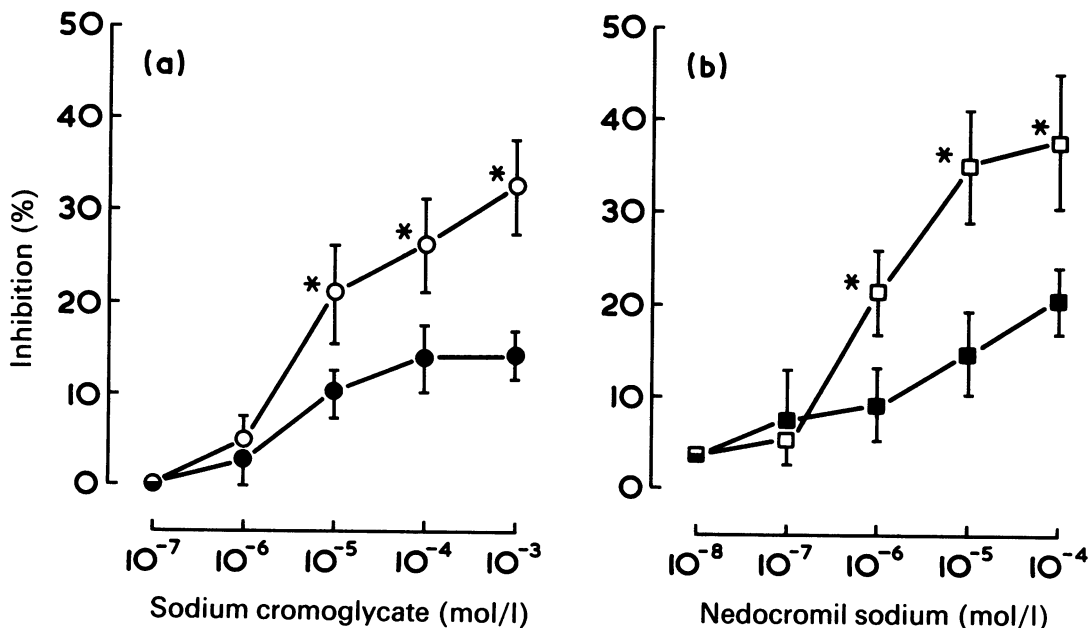 Inhibition (%)
50
40
30
20
10
0
(a)
*
*
*
10⁻⁷ 10⁻⁶ 10⁻⁵ 10⁻⁴ 10⁻³
Sodium cromoglycate (mol/l)
50
40
30
20
10
0
(b)
*
*
*
10⁻⁸ 10⁻⁷ 10⁻⁶ 10⁻⁵ 10⁻⁴
Nedocromil sodium (mol/l)